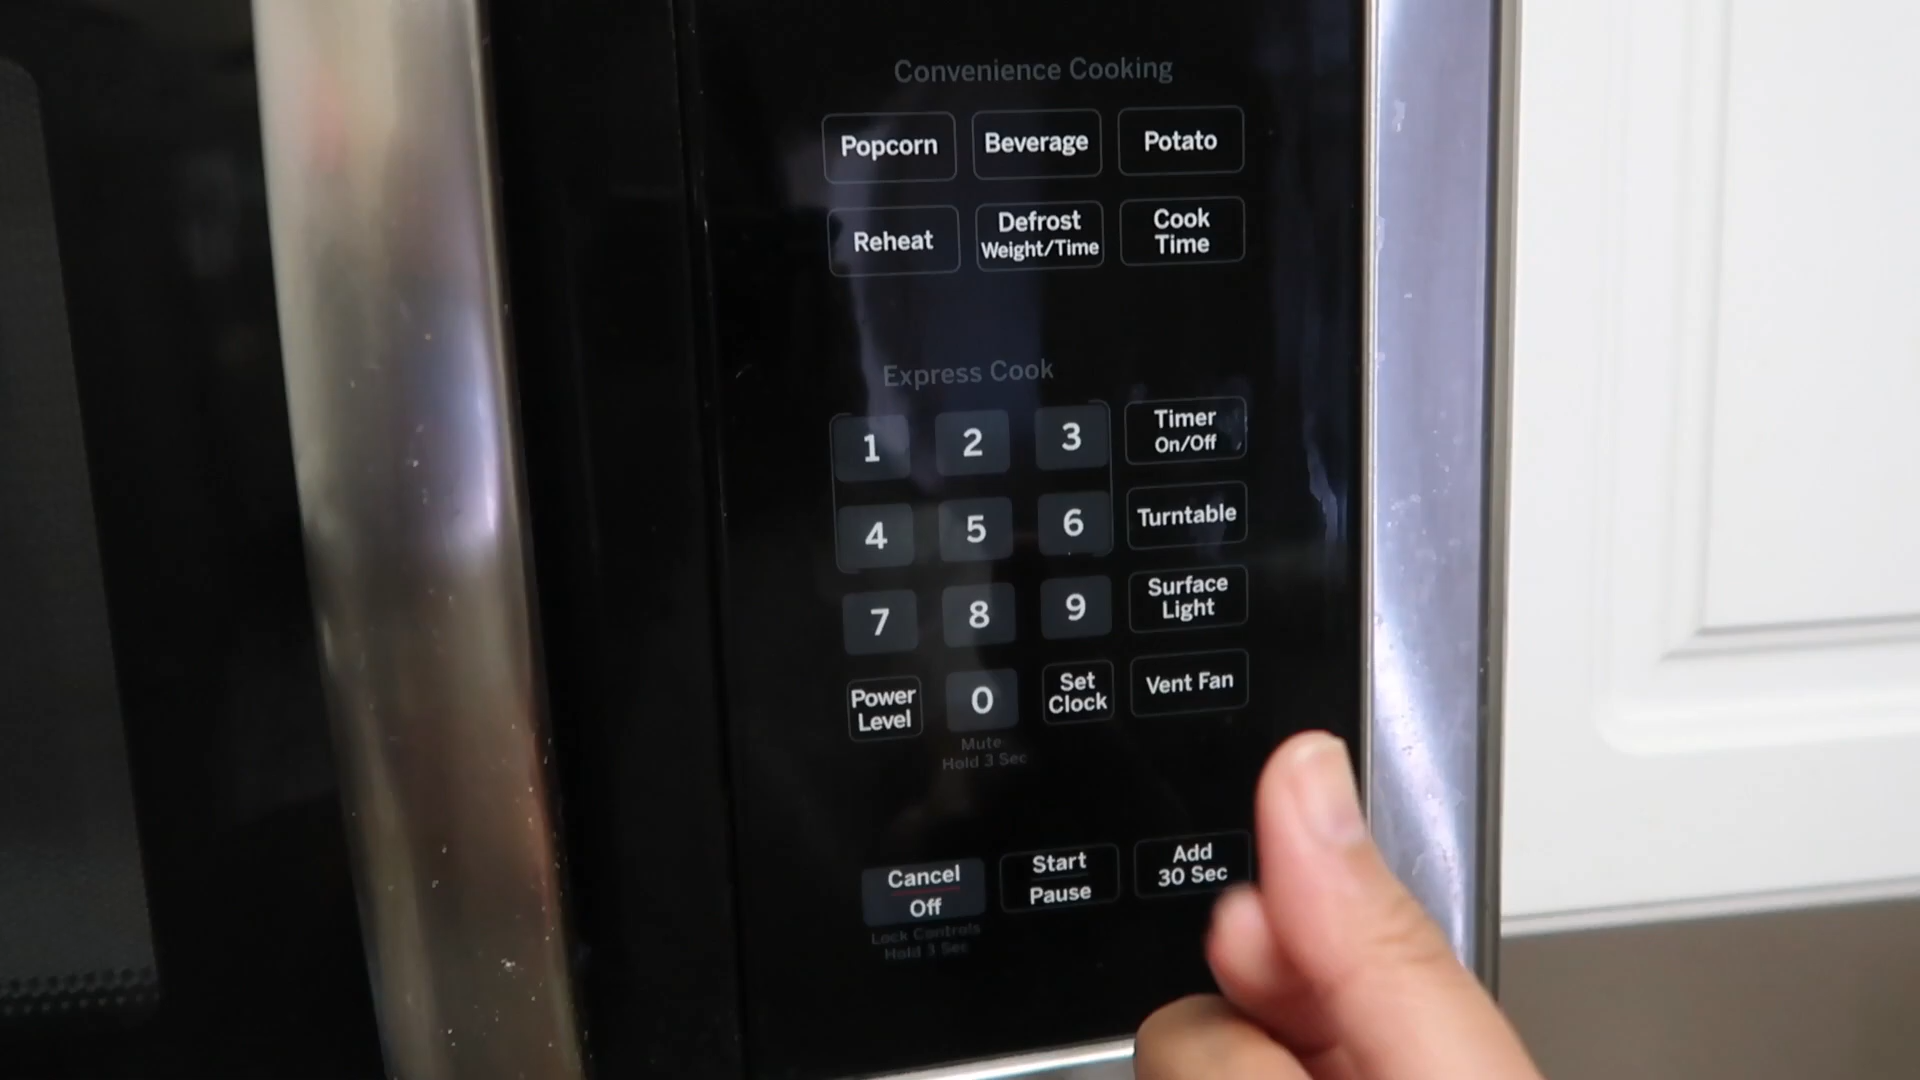 Convenience Cooking
Popcorn
Beverage
Potato
Reheat
Defrost
Weight/Time
Cook
Time
Express Cook
1
2
3
Timer
On/Off
4
5
6
Turntable
7
8
9
Surface
Light
Power
Level
0
Set
Clock
Vent Fan
Mute
Hold 3 Sec
Cancel
Off
Start
Pause
Add
30 Sec
Lock Controls
Hold 3 Sec